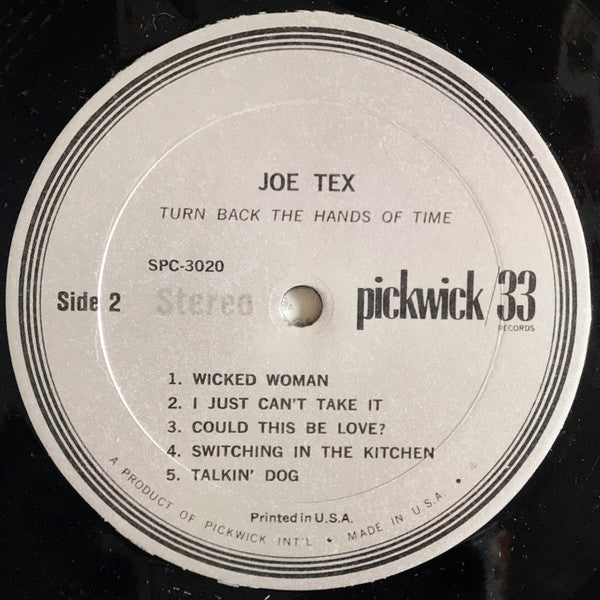 JOE TEX
TURN BACK THE HANDS OF TIME
SPC-3020
Side 2
Stereo
pickwick/33
RECORDS
1. WICKED WOMAN
2. I JUST CAN'T TAKE IT
3. COULD THIS BE LOVE?
4. SWITCHING IN THE KITCHEN
5. TALKIN' DOG
Printed in U.S.A.
A PRODUCT OF PICKWICK INT'L • MADE IN U.S.A. •